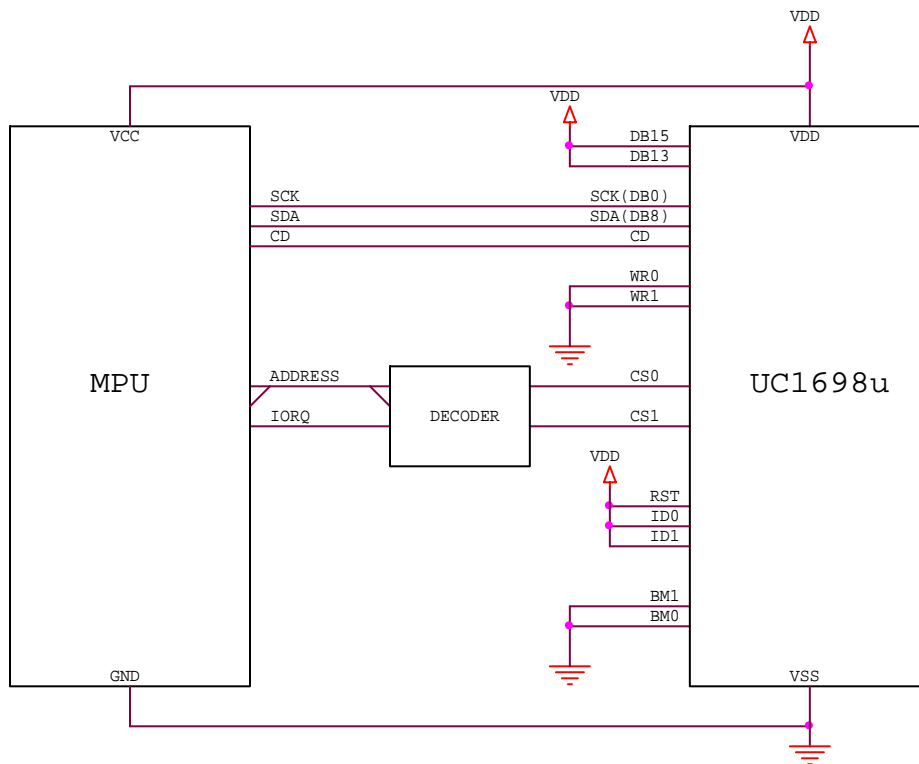 VDD
VDD
VCC
DB15
VDD
DB13
SCK
SCK(DB0)
SDA
SDA(DB8)
CD
CD
WR0
WR1
MPU
ADDRESS
CS0
UC1698u
IORQ
DECODER
CS1
VDD
RST
ID0
ID1
BM1
BM0
GND
VSS